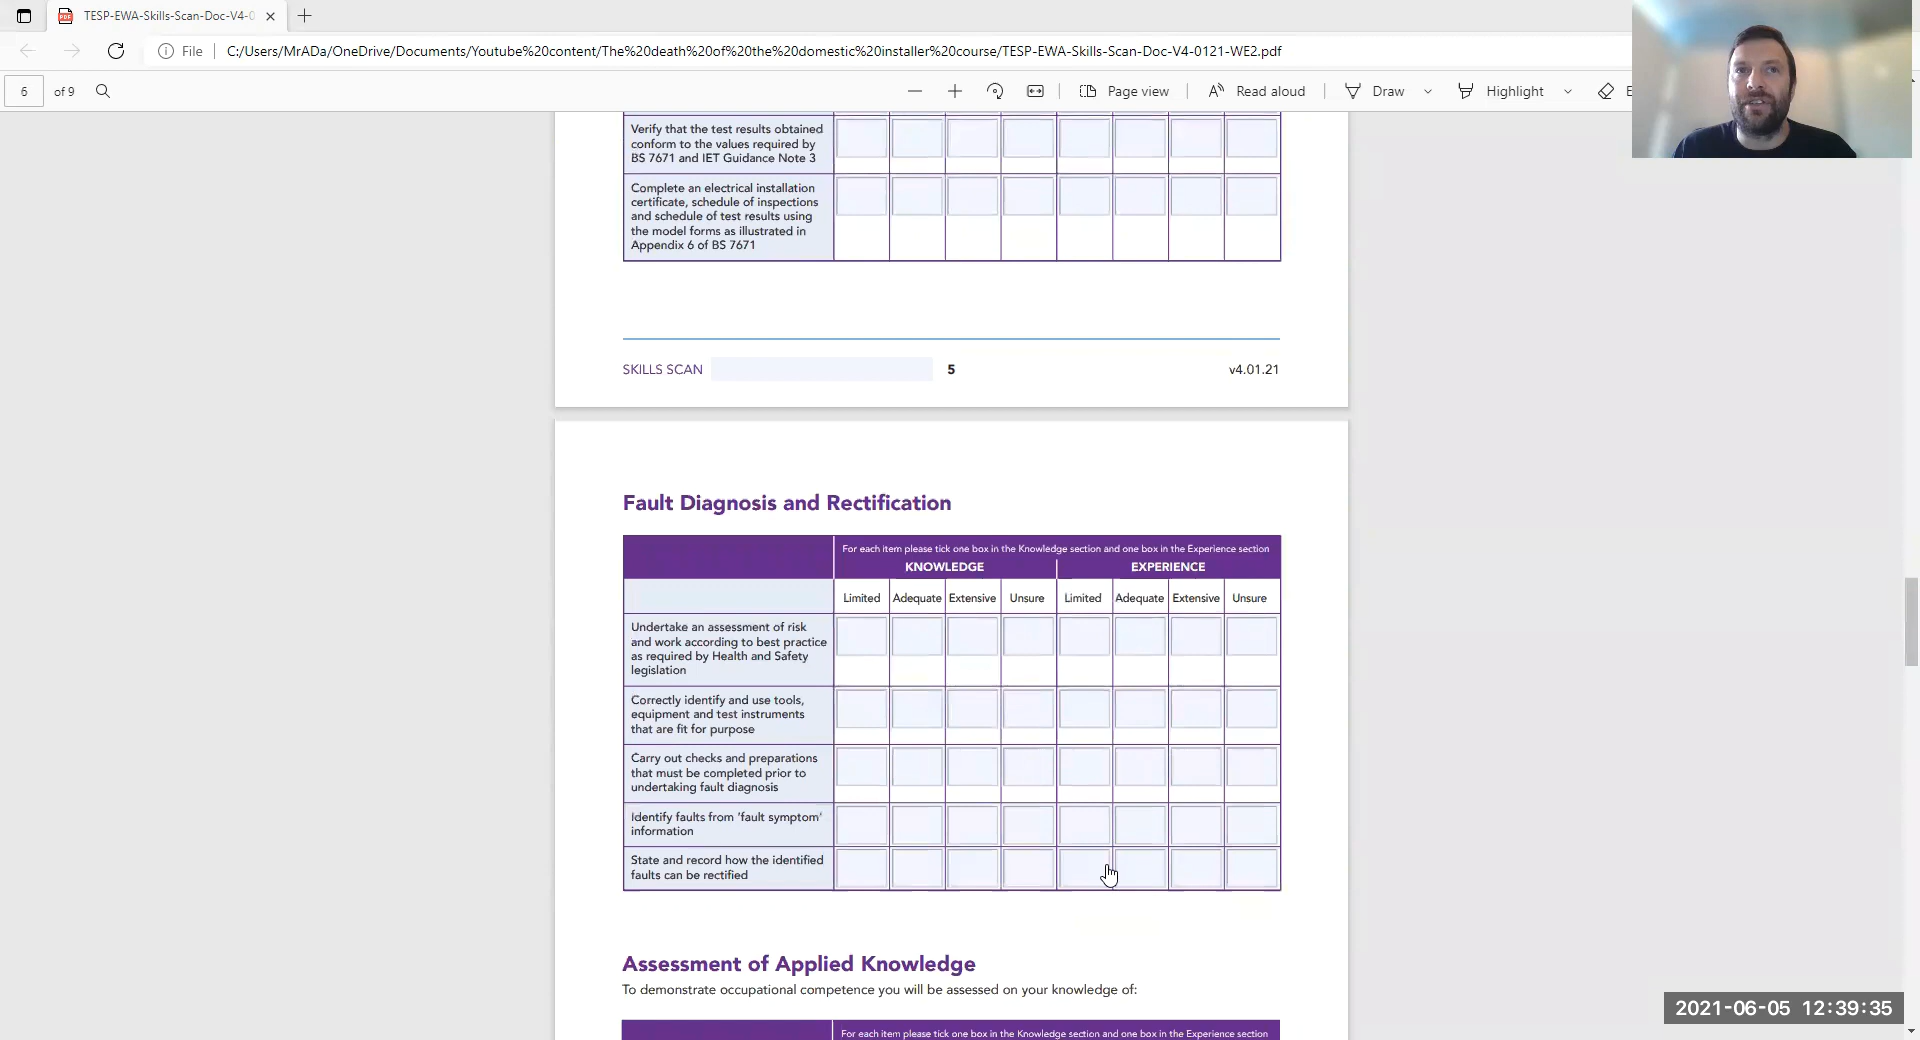 TESP-EWA-Skills-Scan-Doc-V4-0
File
C:/Users/MrADa/OneDrive/Documents/Youtube%20content/The%20death%20of%20the%20domestic%20installer%20course/TESP-EWA-Skills-Scan-Doc-V4-0121-WE2.pdf
6 of 9
Page view
Read aloud
Draw
Highlight
E
Verify that the test results obtained
conform to the values required by
BS 7671 and IET Guidance Note 3
Complete an electrical installation
certificate, schedule of inspections
and schedule of test results using
the model forms as illustrated in
Appendix 6 of BS 7671
SKILLS SCAN 5 v4.01.21
Fault Diagnosis and Rectification
For each item please tick one box in the Knowledge section and one box in the Experience section
KNOWLEDGE EXPERIENCE
Limited Adequate Extensive Unsure Limited Adequate Extensive Unsure
Undertake an assessment of risk
and work according to best practice
as required by Health and Safety
legislation
Correctly identify and use tools,
equipment and test instruments
that are fit for purpose
Carry out checks and preparations
that must be completed prior to
undertaking fault diagnosis
Identify faults from 'fault symptom'
information
State and record how the identified
faults can be rectified
Assessment of Applied Knowledge
To demonstrate occupational competence you will be assessed on your knowledge of:
For each item please tick one box in the Knowledge section and one box in the Experience section
2021-06-05 12:39:35